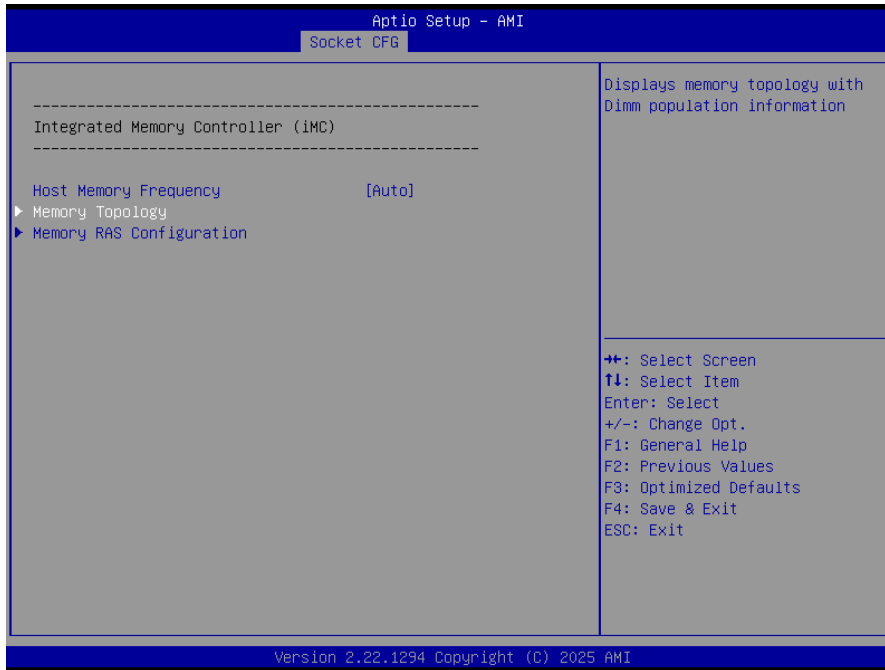 Aptio Setup - AMI
Socket CFG
--------------------------------------------------
Integrated Memory Controller (iMC)
--------------------------------------------------
Host Memory Frequency [Auto]
▶ Memory Topology
▶ Memory RAS Configuration
Displays memory topology with
Dimm population information
→←: Select Screen
↑↓: Select Item
Enter: Select
+/-: Change Opt.
F1: General Help
F2: Previous Values
F3: Optimized Defaults
F4: Save & Exit
ESC: Exit
Version 2.22.1294 Copyright (C) 2025 AMI